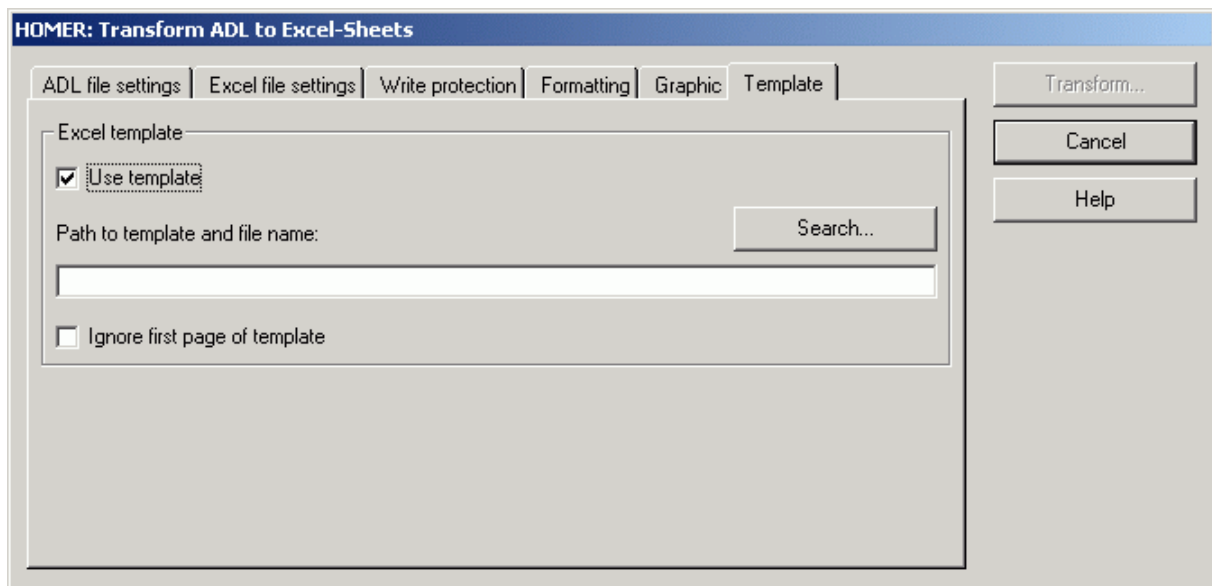 HOMER: Transform ADL to Excel-Sheets
ADL file settings Excel file settings Write protection Formatting Graphic Template
Transform...
Excel template
Cancel
Use template
Help
Search...
Path to template and file name:
Ignore first page of template